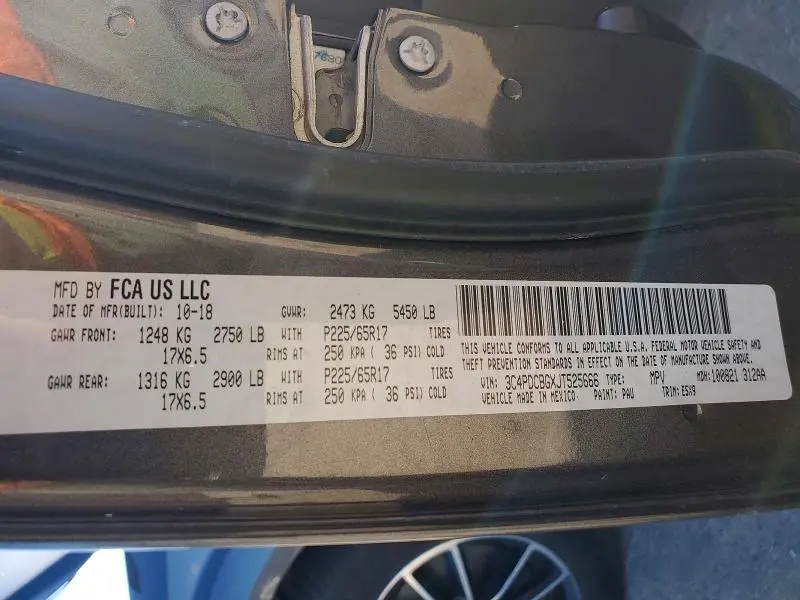 MFD BY FCA US LLC
DATE OF MFR(BUILT): 10-18 GVWR: 2473 KG 5450 LB
GAWR FRONT: 1248 KG 2750 LB WITH P225/65R17 TIRES
17X6.5 RIMS AT 250 KPA ( 36 PSI) COLD
GAWR REAR: 1316 KG 2900 LB WITH P225/65R17 TIRES
17X6.5 RIMS AT 250 KPA ( 36 PSI) COLD
THIS VEHICLE CONFORMS TO ALL APPLICABLE U.S.A. FEDERAL MOTOR VEHICLE SAFETY AND
THEFT PREVENTION STANDARDS IN EFFECT ON THE DATE OF MANUFACTURE SHOWN ABOVE.
VIN: 3C4PDCBGXJT525666 TYPE: MPV MDH: 100821 312AA
VEHICLE MADE IN MEXICO PAINT: PAU TRIM: ESX9